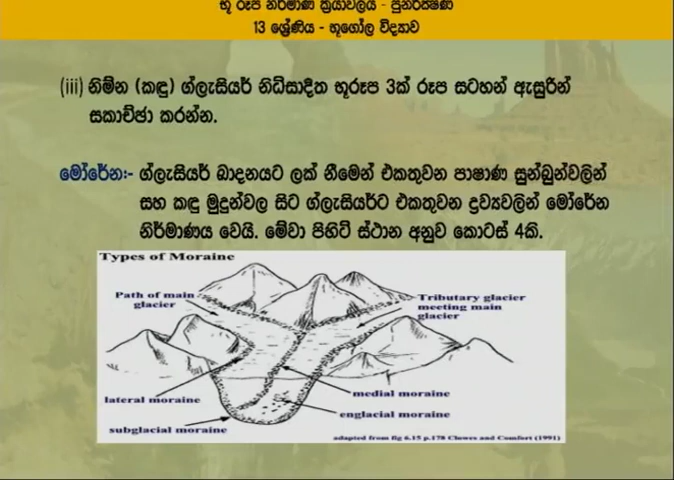 භූ රූප නිර්මාණ ක්‍රියාවලිය - පුනරීක්ෂණ
13 ශ්‍රේණිය - භූගෝල විද්‍යාව
(iii) නිම්න (කඳු) ග්ලැසියර් නිධිසාදිත භූරූප 3ක් රූප සටහන් ඇසුරින්
සකාච්ඡා කරන්න.
මෝරේන:- ග්ලැසියර් ඛාදනයට ලක් වීමෙන් එකතුවන පාෂාණ සුන්බුන්වලින්
සහ කඳු මුදුන්වල සිට ග්ලැසියර්ට එකතුවන ද්‍රව්‍යවලින් මෝරේන
නිර්මාණය වෙයි. මේවා පිහිටි ස්ථාන අනුව කොටස් 4කි.
Types of Moraine
Path of main
glacier
Tributary glacier
meeting main
glacier
lateral moraine
medial moraine
englacial moraine
subglacial moraine
adapted from fig 6.15 p.178 Clowes and Comfort (1991)